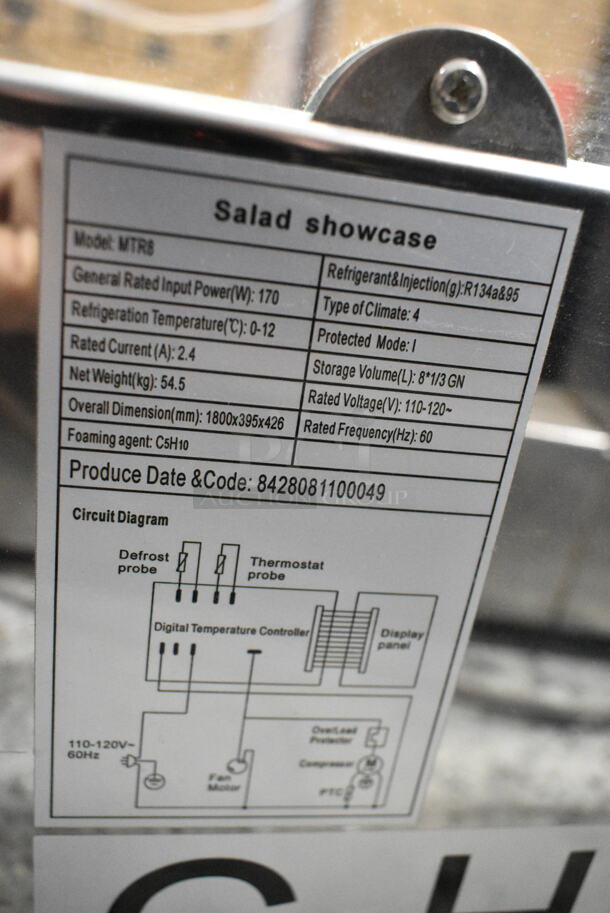 Salad showcase
Model: MTR8
General Rated Input Power(W): 170
Refrigeration Temperature(℃): 0-12
Rated Current (A): 2.4
Net Weight(kg): 54.5
Overall Dimension(mm): 1800x395x426
Foaming agent: C5H10
Refrigerant&Injection(g):R134a&95
Type of Climate: 4
Protected Mode: I
Storage Volume(L): 8*1/3 GN
Rated Voltage(V): 110-120~
Rated Frequency(Hz): 60
Produce Date &Code: 8428081100049
AUCTION GROUP
Circuit Diagram
Defrost
probe
Thermostat
probe
Digital Temperature Controller
Display
panel
110-120V~
60Hz
Fan
Motor
OverLoad
Protector
Compressor
M
PTC
C H